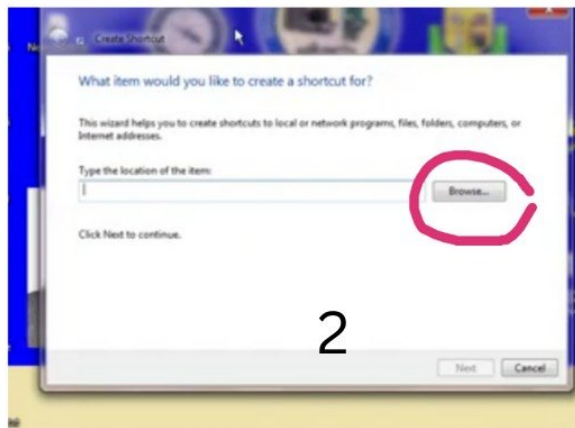 Create Shortcut
What item would you like to create a shortcut for?
This wizard helps you to create shortcuts to local or network programs, files, folders, computers, or
Internet addresses.
Type the location of the item:
Browse...
Click Next to continue.
2
Next
Cancel